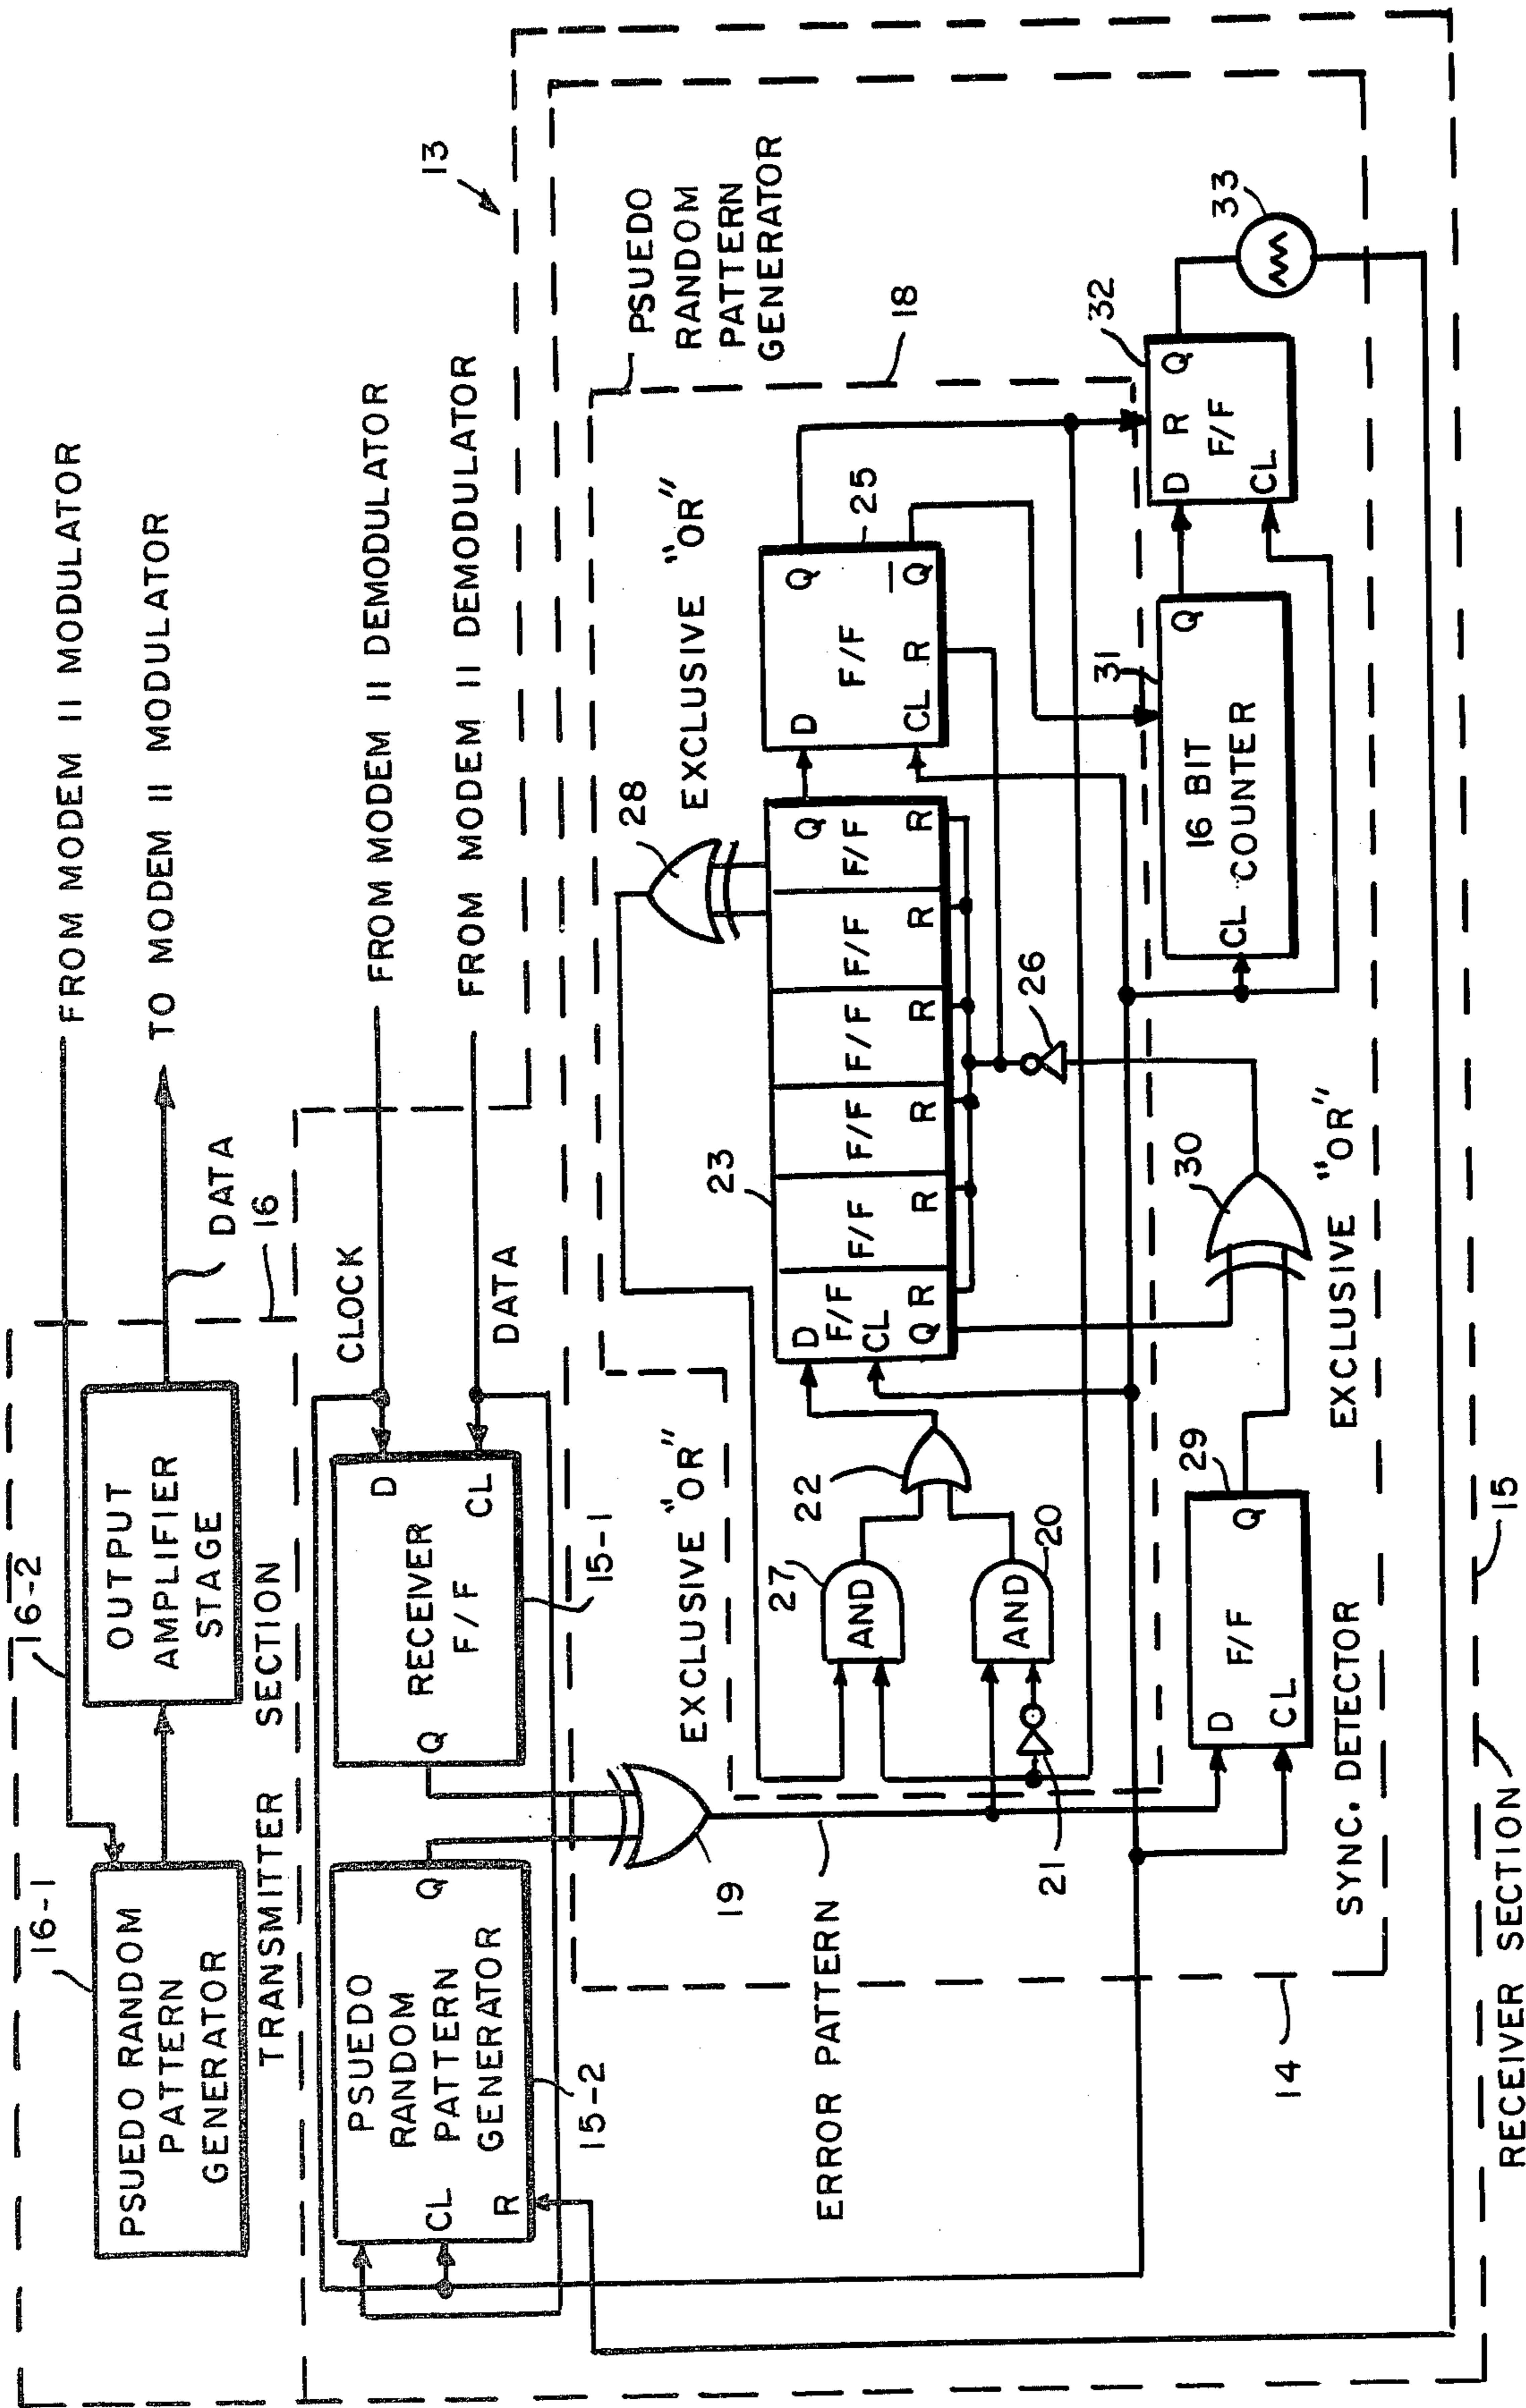 FROM MODEM 11 MODULATOR
TO MODEM 11 MODULATOR
DATA
16
16-2
16-1
OUTPUT
AMPLIFIER
STAGE
PSUEDO RANDOM
PATTERN
GENERATOR
TRANSMITTER SECTION
13
FROM MODEM 11 DEMODULATOR
FROM MODEM 11 DEMODULATOR
CLOCK
DATA
D
CL
RECEIVER
F/F
Q
15-1
PSUEDO
RANDOM
PATTERN
GENERATOR
Q
CL
R
15-2
PSUEDO
RANDOM
PATTERN
GENERATOR
18
EXCLUSIVE "OR"
28
EXCLUSIVE "OR"
19
ERROR PATTERN
27
AND
AND
20
21
22
23
D
F/F
CL
Q R
F/F
R
F/F
R
F/F
R
F/F
R
Q
F/F
R
D
Q
F/F
CL R
Q
25
26
D
F/F
CL
Q
29
30
EXCLUSIVE "OR"
31
16 BIT
CL COUNTER
Q
32
D R Q
F/F
CL
33
SYNC. DETECTOR
14
15
RECEIVER SECTION